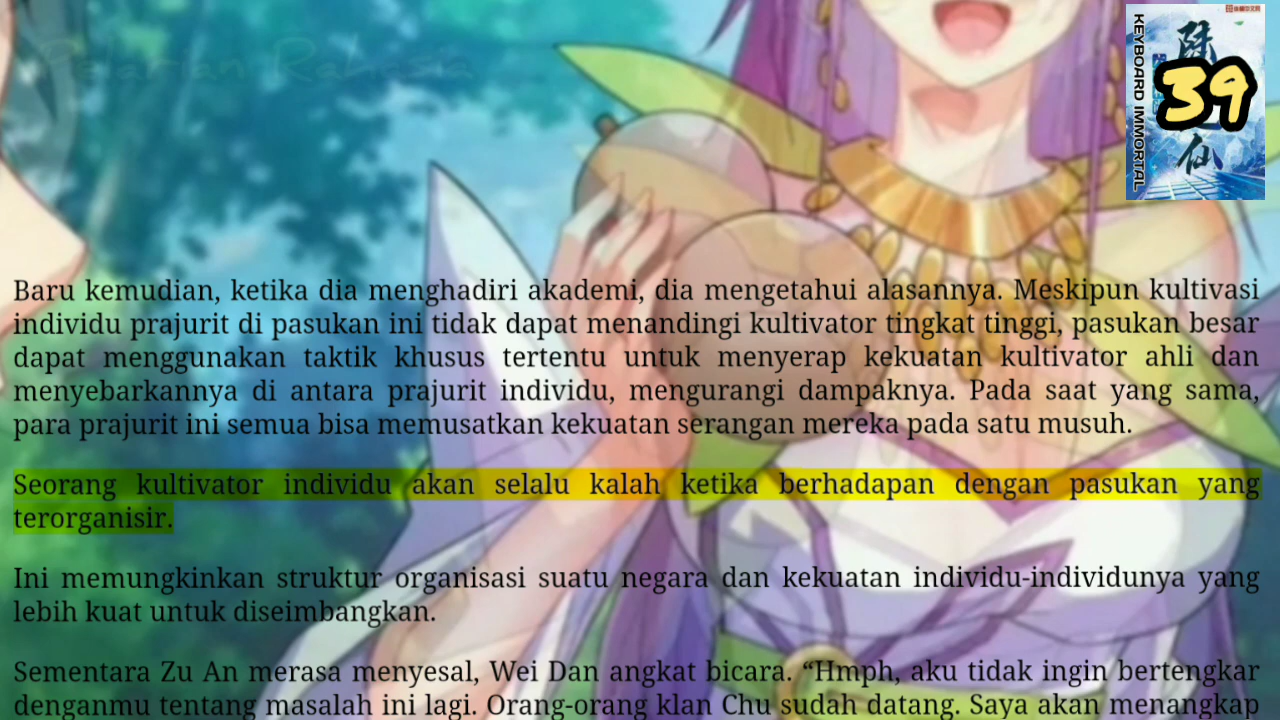 Pelarian Rahasia
陆
仙
39
KEYBOARD IMMORTAL
Baru kemudian, ketika dia menghadiri akademi, dia mengetahui alasannya. Meskipun kultivasi
individu prajurit di pasukan ini tidak dapat menandingi kultivator tingkat tinggi, pasukan besar
dapat menggunakan taktik khusus tertentu untuk menyerap kekuatan kultivator ahli dan
menyebarkannya di antara prajurit individu, mengurangi dampaknya. Pada saat yang sama,
para prajurit ini semua bisa memusatkan kekuatan serangan mereka pada satu musuh.
Seorang kultivator individu akan selalu kalah ketika berhadapan dengan pasukan yang
terorganisir.
Ini memungkinkan struktur organisasi suatu negara dan kekuatan individu-individunya yang
lebih kuat untuk diseimbangkan.
Sementara Zu An merasa menyesal, Wei Dan angkat bicara. “Hmph, aku tidak ingin bertengkar
denganmu tentang masalah ini lagi. Orang-orang klan Chu sudah datang. Saya akan menangkap